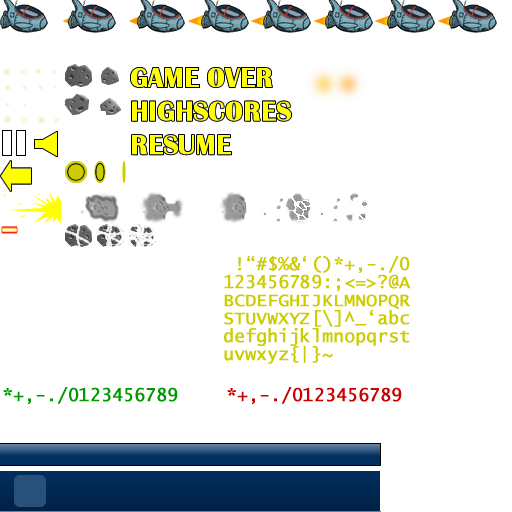 GAME OVER
HIGHSCORES
RESUME
!“#$%&‘()*+,-./0
123456789:;<=>?@A
BCDEFGHIJKLMNOPQR
STUVWXYZ[\]^_‘abc
defghijklmnopqrst
uvwxyz{|}~
*+,-./0123456789
*+,-./0123456789